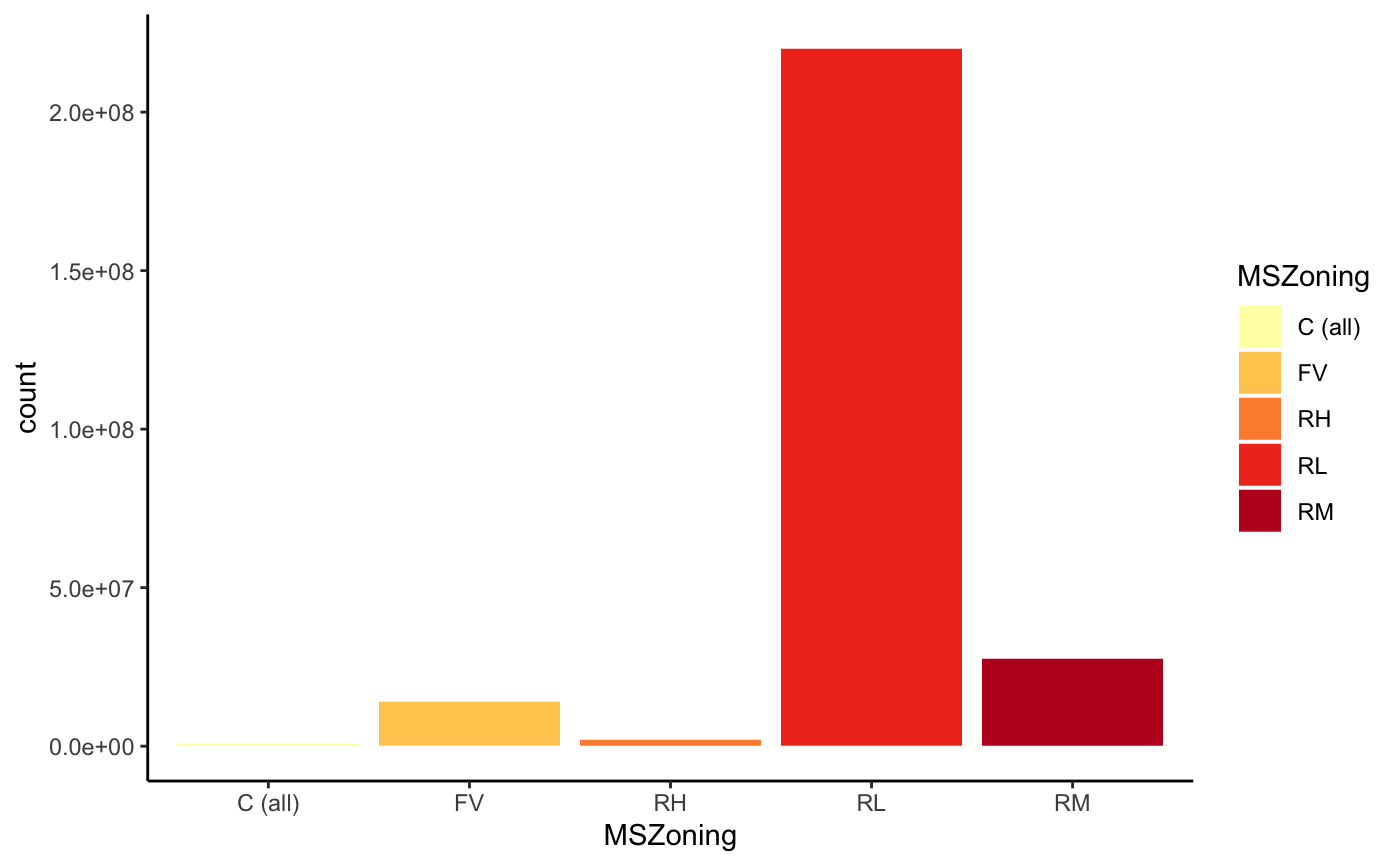 2.0e+08
1.5e+08
1.0e+08
5.0e+07
0.0e+00
count
C (all)
FV
RH
RL
RM
MSZoning
MSZoning
C (all)
FV
RH
RL
RM